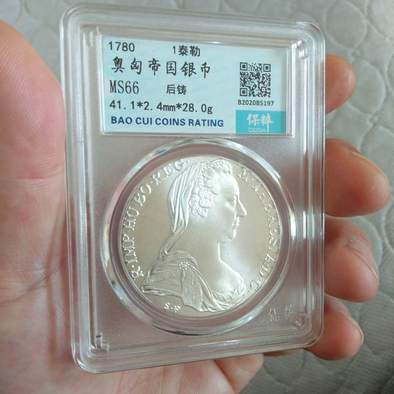 1780 1泰勒
奥匈帝国银币
MS66 后铸
41.1*2.4mm*28.0g
BAO CUI COINS RATING
8202085197
保粹
R·IMP·HU·BO·REG·
M·THERESIA·D·G·
S·F